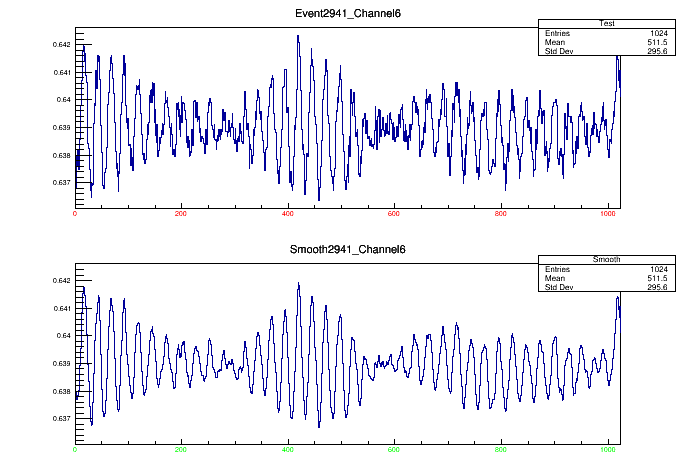 Event2941_Channel6
Test
Entries 1024
Mean 511.5
Std Dev 295.6
0.642
0.641
0.64
0.639
0.638
0.637
0 200 400 600 800 1000
Smooth2941_Channel6
Smooth
Entries 1024
Mean 511.5
Std Dev 295.6
0.642
0.641
0.64
0.639
0.638
0.637
0 200 400 600 800 1000